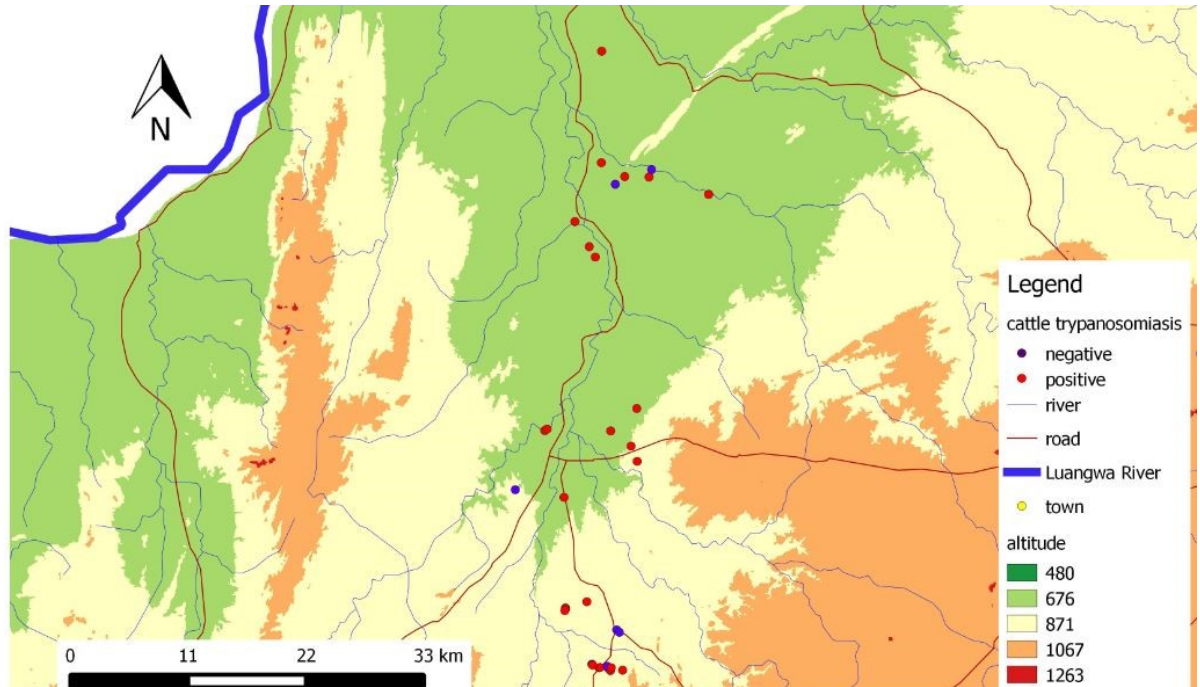 N
Legend
cattle trypanosomiasis
negative
positive
river
road
Luangwa River
town
altitude
480
676
871
1067
1263
0 11 22 33 km